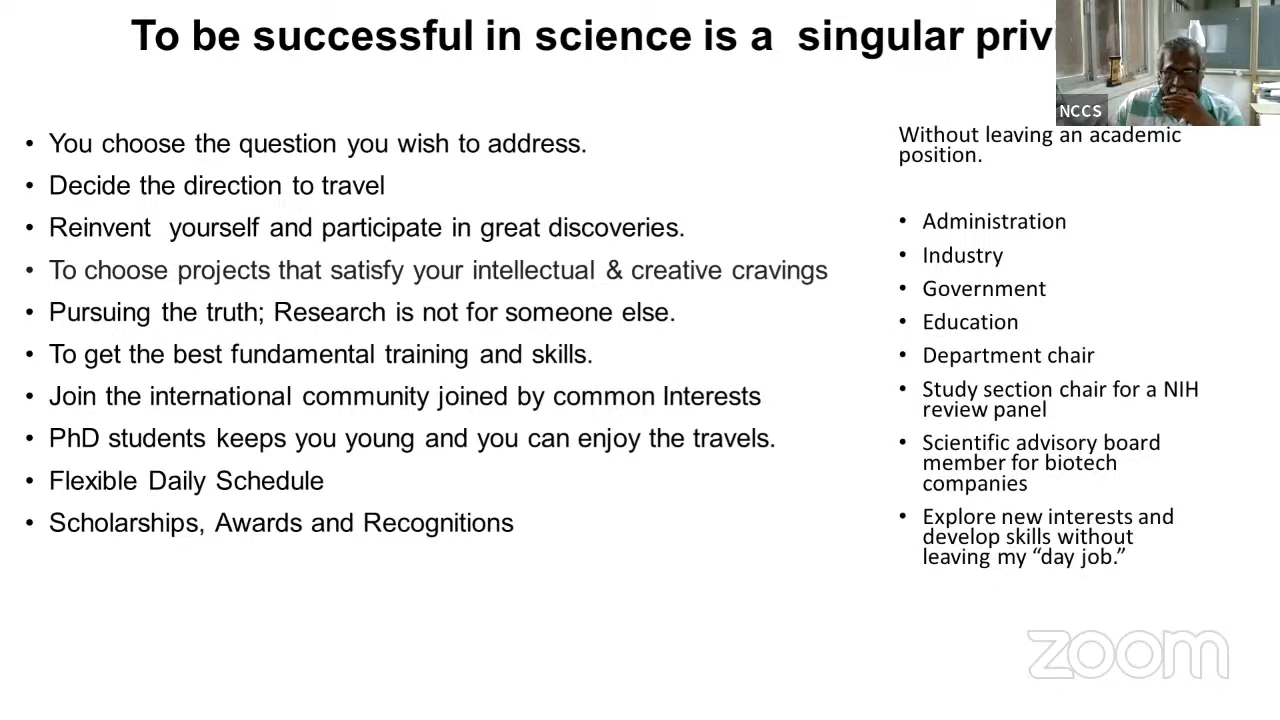 To be successful in science is a singular
NCCS
• You choose the question you wish to address.
• Decide the direction to travel
• Reinvent yourself and participate in great discoveries.
• To choose projects that satisfy your intellectual & creative cravings
• Pursuing the truth; Research is not for someone else.
• To get the best fundamental training and skills.
• Join the international community joined by common Interests
• PhD students keeps you young and you can enjoy the travels.
• Flexible Daily Schedule
• Scholarships, Awards and Recognitions
Without leaving an academic
position.
• Administration
• Industry
• Government
• Education
• Department chair
• Study section chair for a NIH
review panel
• Scientific advisory board
member for biotech
companies
• Explore new interests and
develop skills without
leaving my “day job.”
zoom